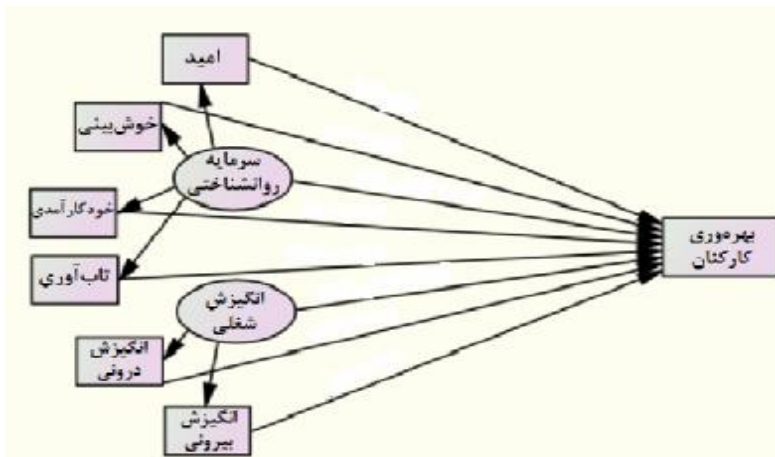 امید
خوش‌بینی
سرمایه
روانشناختی
خودکارآمدی
تاب‌آوری
بهره‌وری
کارکنان
انگیزش
شغلی
انگیزش
درونی
انگیزش
بیرونی